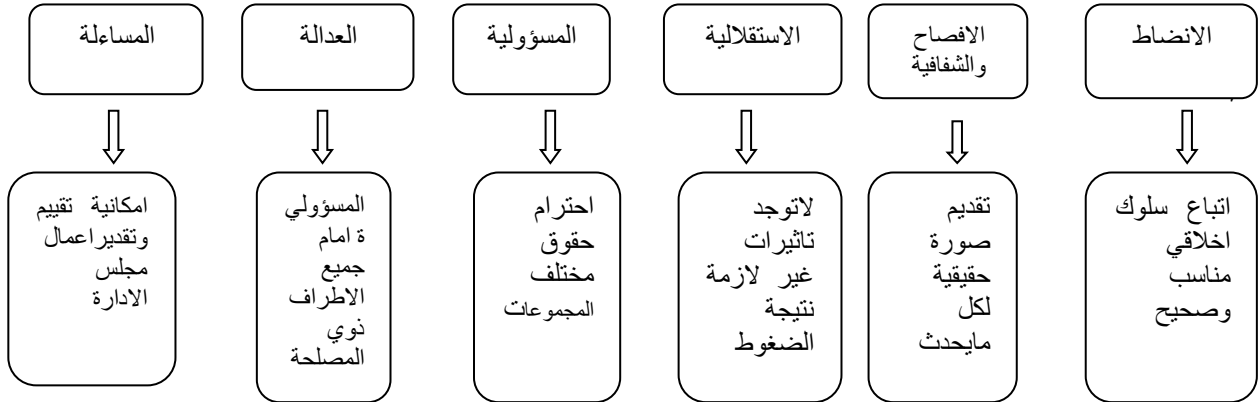 الانضاط
الافصاح
والشفافية
الاستقلالية
المسؤولية
العدالة
المساءلة
اتباع سلوك
اخلاقي
مناسب
وصحيح
تقديم
صورة
حقيقية
لكل
مايحدث
لاتوجد
تاثيرات
غير لازمة
نتيجة
الضغوط
احترام
حقوق
مختلف
المجموعات
المسؤولي
ة امام
جميع
الاطراف
ذوي
المصلحة
امكانية تقييم
وتقديراعمال
مجلس
الادارة